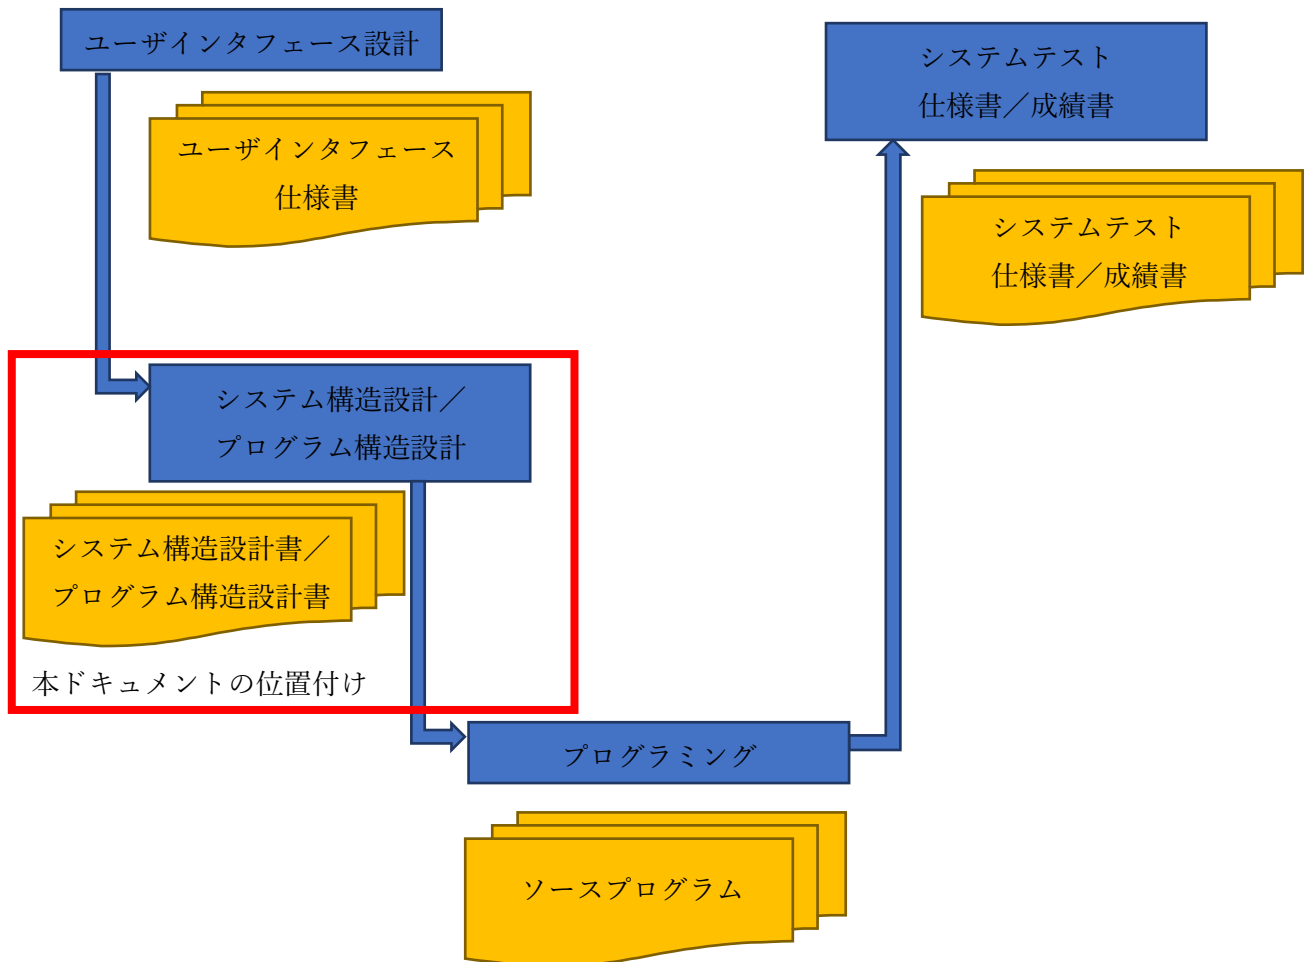 ユーザインタフェース設計
ユーザインタフェース
仕様書
システム構造設計／
プログラム構造設計
システム構造設計書／
プログラム構造設計書
本ドキュメントの位置付け
プログラミング
ソースプログラム
システムテスト
仕様書／成績書
システムテスト
仕様書／成績書